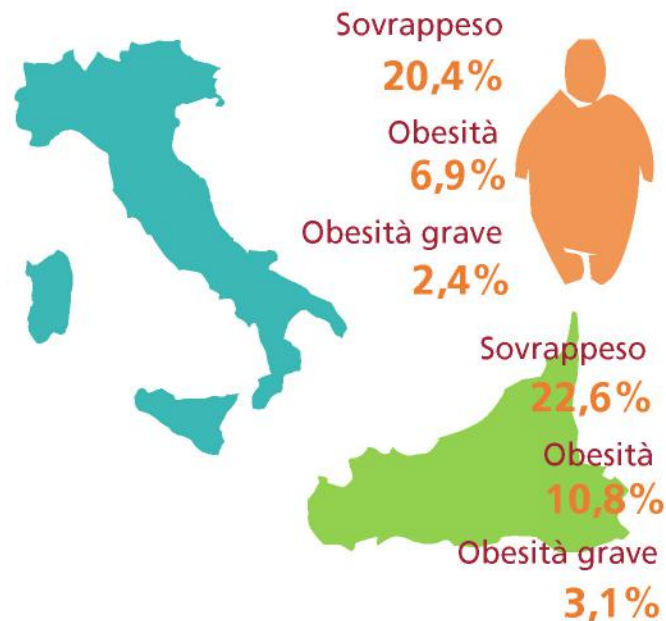 Sovrappeso
20,4%
Obesità
6,9%
Obesità grave
2,4%
Sovrappeso
22,6%
Obesità
10,8%
Obesità grave
3,1%